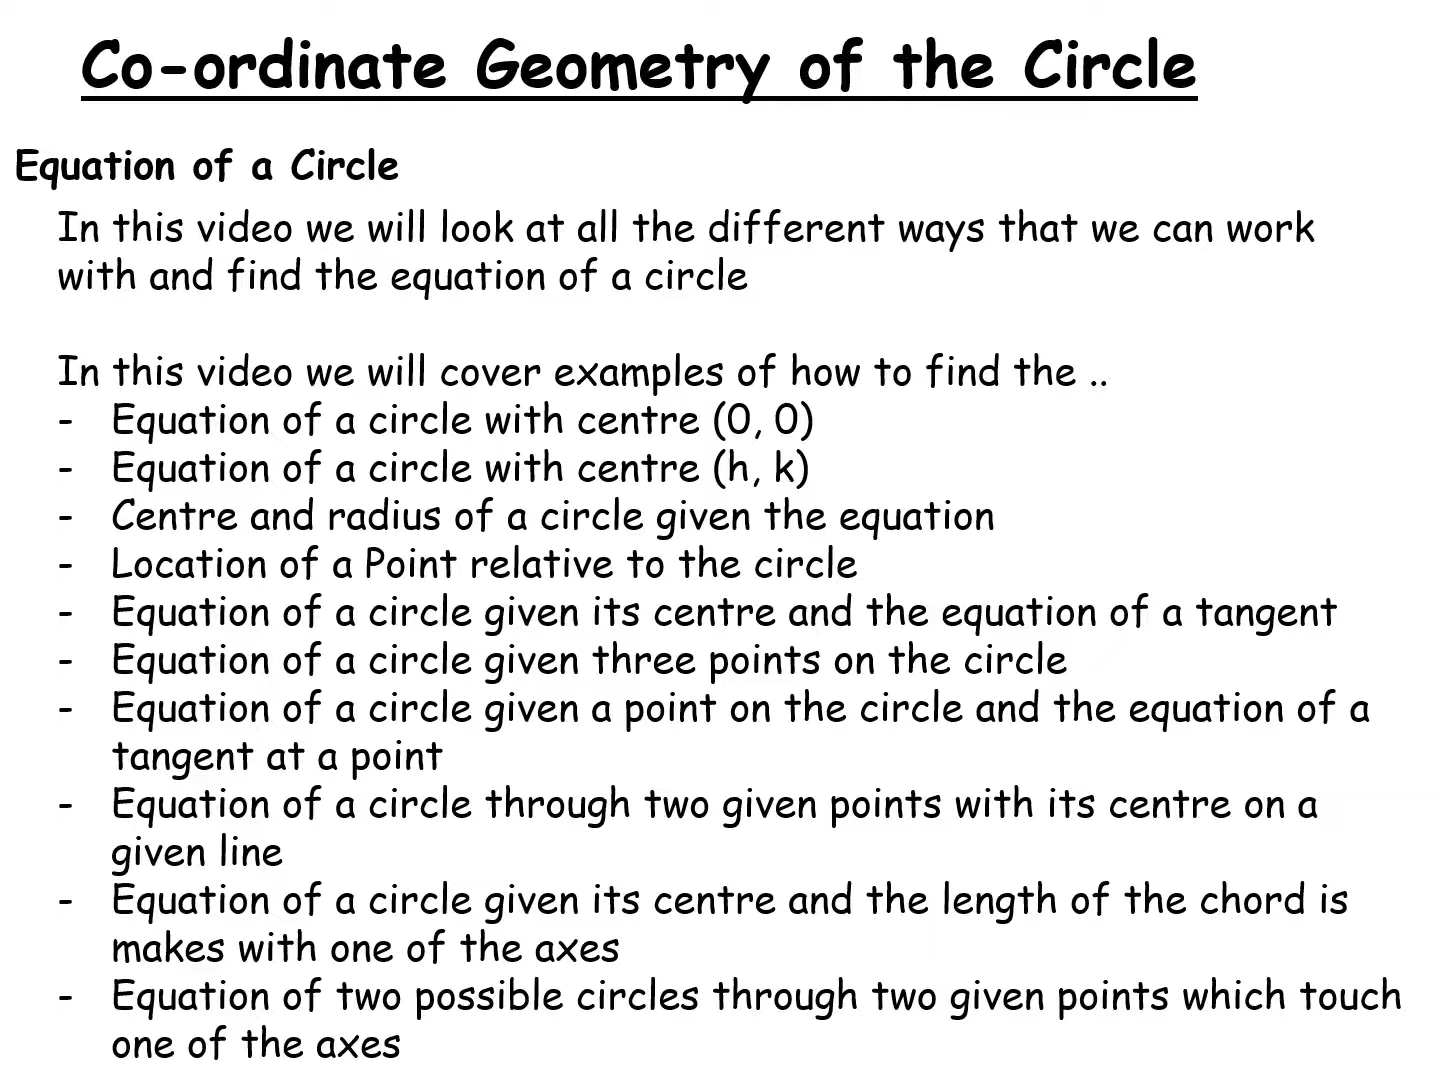 Co-ordinate Geometry of the Circle
Equation of a Circle
In this video we will look at all the different ways that we can work
with and find the equation of a circle
In this video we will cover examples of how to find the ..
- Equation of a circle with centre (0, 0)
- Equation of a circle with centre (h, k)
- Centre and radius of a circle given the equation
- Location of a Point relative to the circle
- Equation of a circle given its centre and the equation of a tangent
- Equation of a circle given three points on the circle
- Equation of a circle given a point on the circle and the equation of a
tangent at a point
- Equation of a circle through two given points with its centre on a
given line
- Equation of a circle given its centre and the length of the chord is
makes with one of the axes
- Equation of two possible circles through two given points which touch
one of the axes